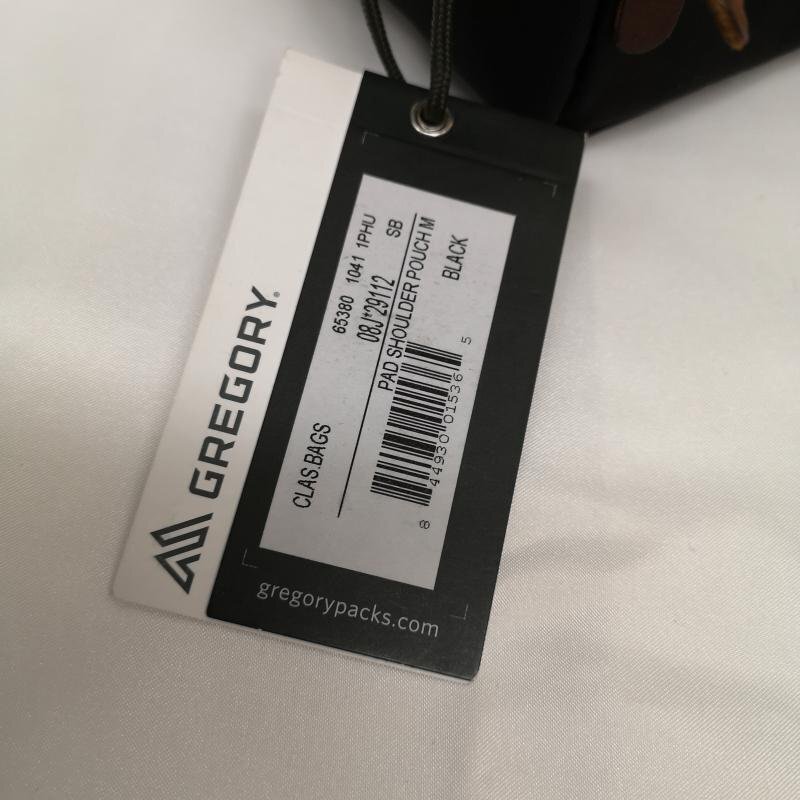 GREGORY®
65380 1041 1PHU
CLAS.BAGS 08J*29112 SB
PAD SHOULDER POUCH M
BLACK
8 44930 01536 5
gregorypacks.com